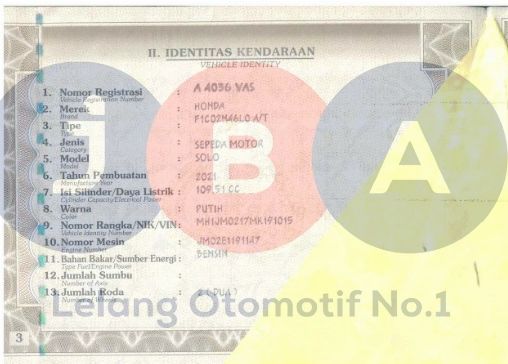 II. IDENTITAS KENDARAAN
VEHICLE IDENTITY
1. Nomor Registrasi : A 4036 VAS
Vehicle Registration Number
2. Merek : HONDA
Brand
3. Tipe : F1C02N46L0 A/T
Type
4. Jenis : SEPEDA MOTOR
Category
5. Model : SOLO
Model
6. Tahun Pembuatan : 2021
Manufacture Year
7. Isi Silinder/Daya Listrik : 109.51 CC
Cylinder Capacity/Electrical Power
8. Warna : PUTIH
Color
9. Nomor Rangka/NIK/VIN : MH1JM0217MK191015
Vehicle Identity Number
10. Nomor Mesin : JM02E1191147
Engine Number
11. Bahan Bakar/Sumber Energi : BENSIN
Type Fuel/Engine Power
12. Jumlah Sumbu :
Number of Axle
13. Jumlah Roda : 2 (DUA)
Number of Wheels
3
j B A
Lelang Otomotif No.1